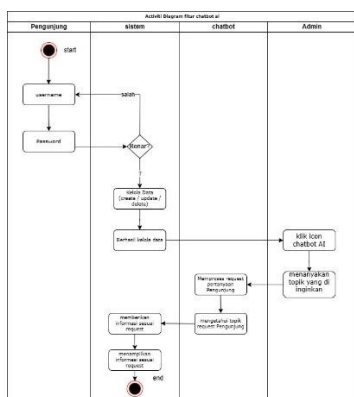 Activiti Diagram fitur chatbot ai
Pengunjung
sistem
chatbot
Admin
start
username
salah
Password
Benar?
Kelola Data
(create / update /
delete)
Berhasil kelola data
klik icon
chatbot AI
menanyakan
topik yang di
inginkan
Memproses request
pertanyaan
Pengunjung
mengetahui topik
request Pengunjung
memberikan
informasi sesuai
request
menampilkan
informasi sesuai
request
end